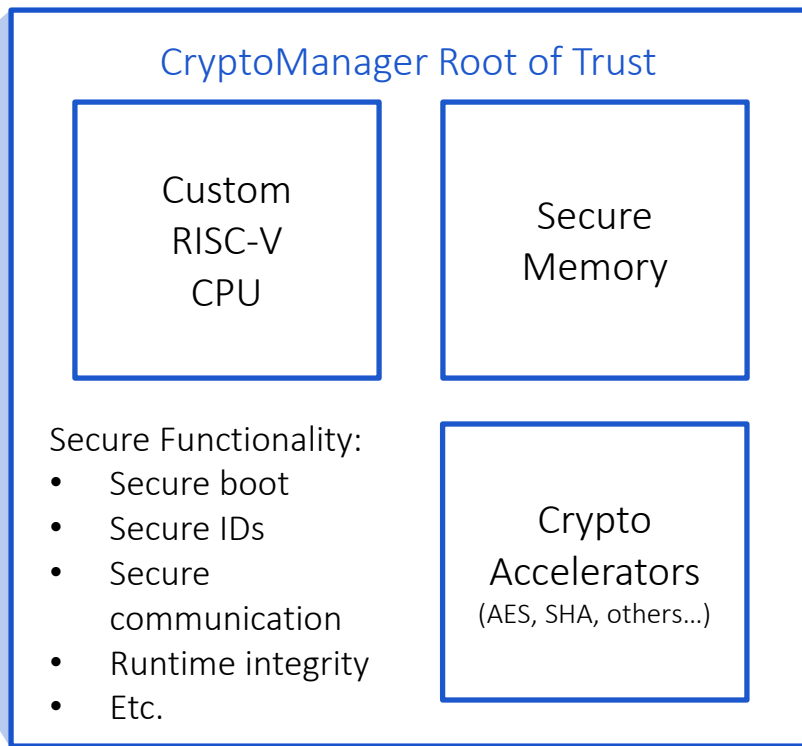 CryptoManager Root of Trust
Custom
RISC-V
CPU
Secure
Memory
Secure Functionality:
• Secure boot
• Secure IDs
• Secure
communication
• Runtime integrity
• Etc.
Crypto
Accelerators
(AES, SHA, others...)